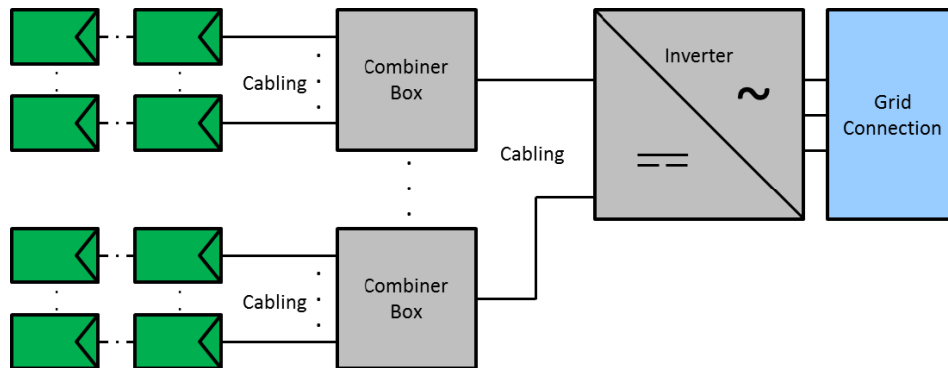 Cabling
Combiner
Box
Inverter
~
Grid
Connection
Cabling
Cabling
Combiner
Box